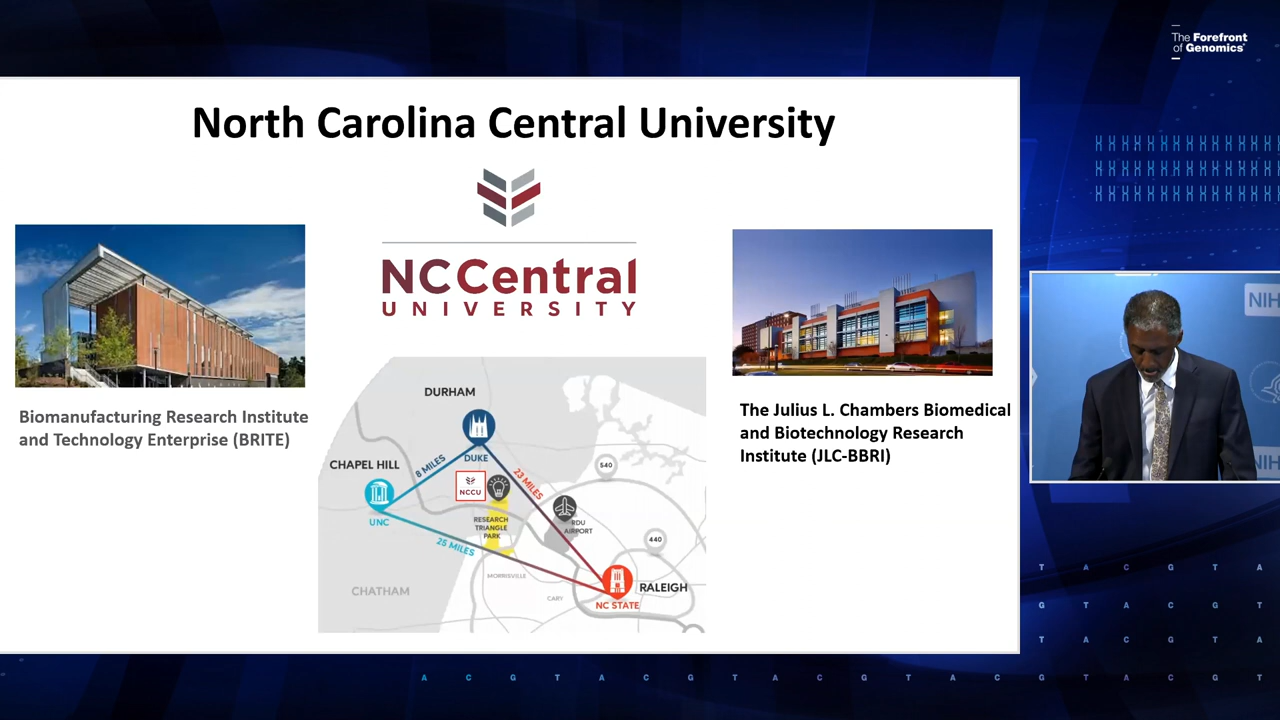 The Forefront
of Genomics®
North Carolina Central University
NCCentral
UNIVERSITY
Biomanufacturing Research Institute
and Technology Enterprise (BRITE)
DURHAM
DUKE
CHAPEL HILL
8 MILES
23 MILES
540
NCCU
UNC
RESEARCH
TRIANGLE
PARK
RDU
AIRPORT
25 MILES
440
MORRISVILLE
CHATHAM
CARY
RALEIGH
NC STATE
The Julius L. Chambers Biomedical
and Biotechnology Research
Institute (JLC-BBRI)
NIH
NIH
T A C G T A
G T A C G T
T A C G T A
A C G T A C G T A C G T A C G T A C G T